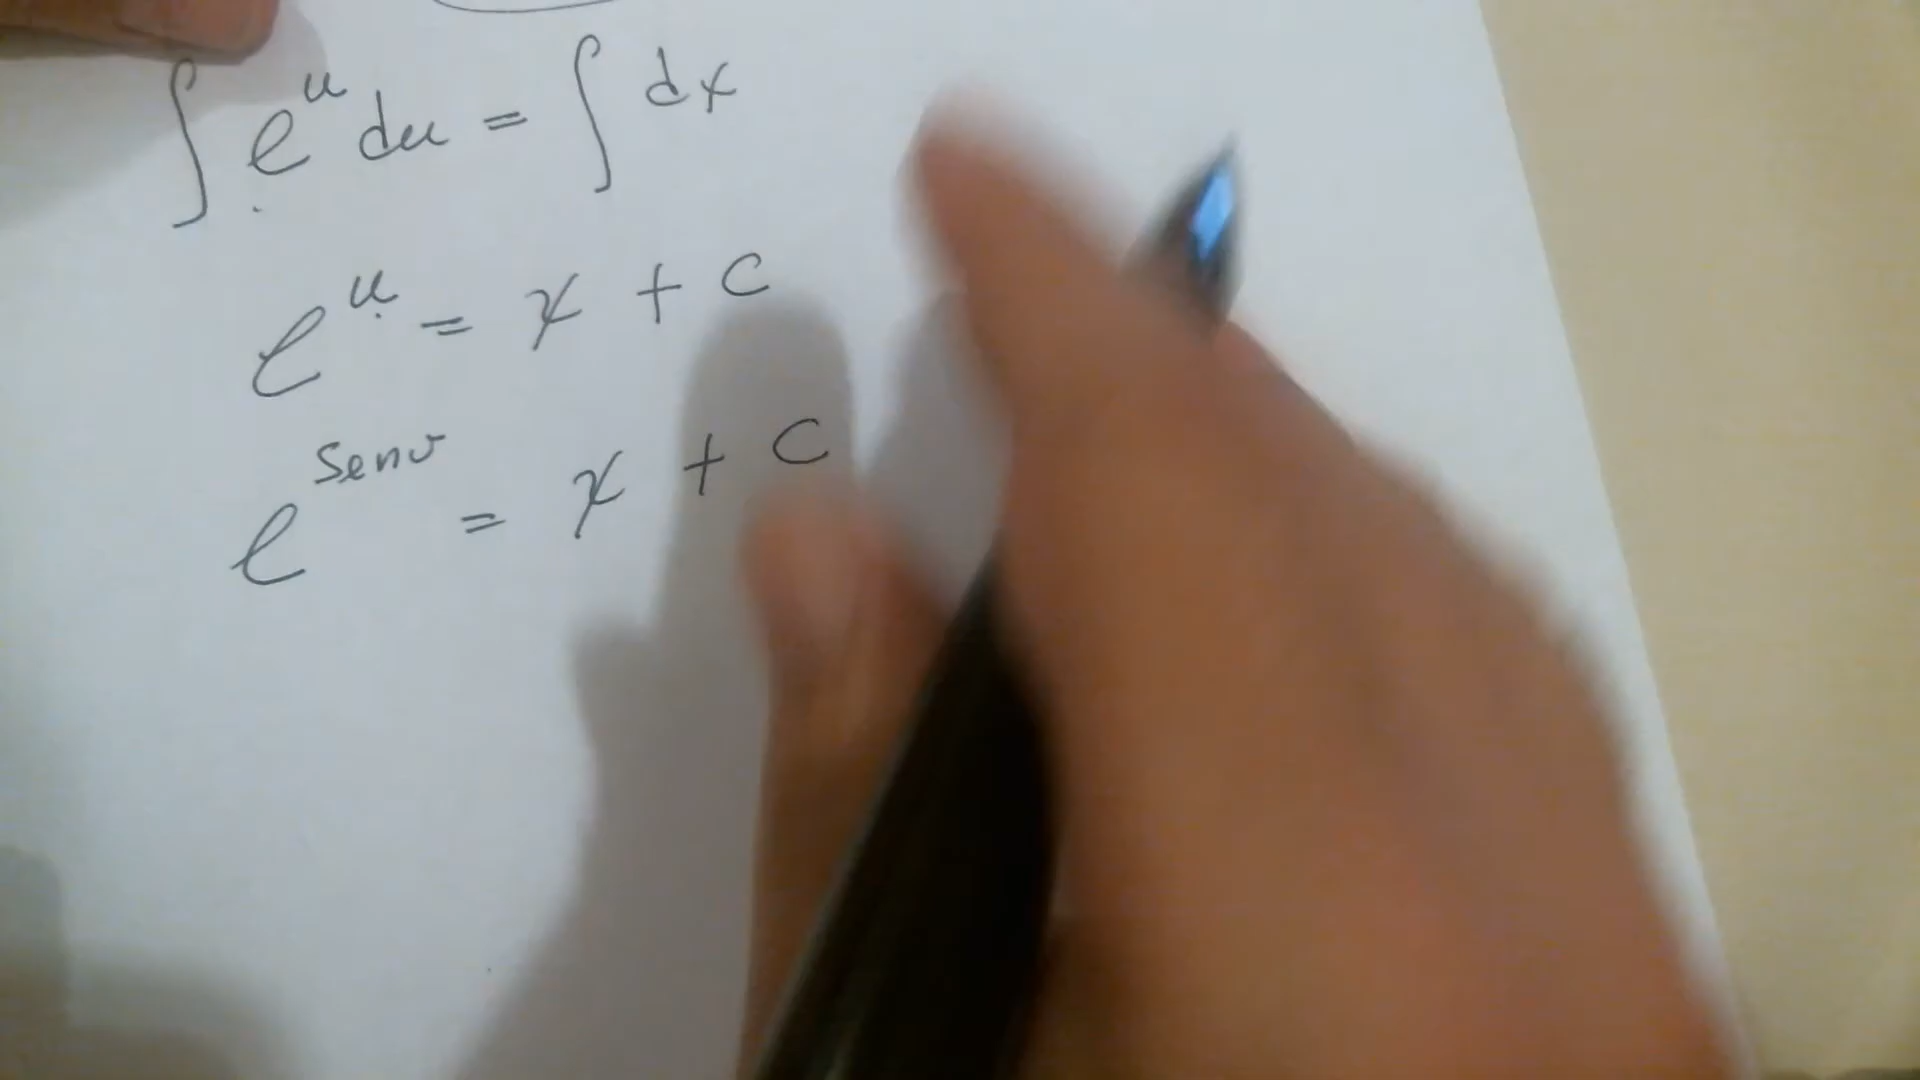 ∫ e^u du = ∫ dx
e^u = x + c
e^senv = x + c